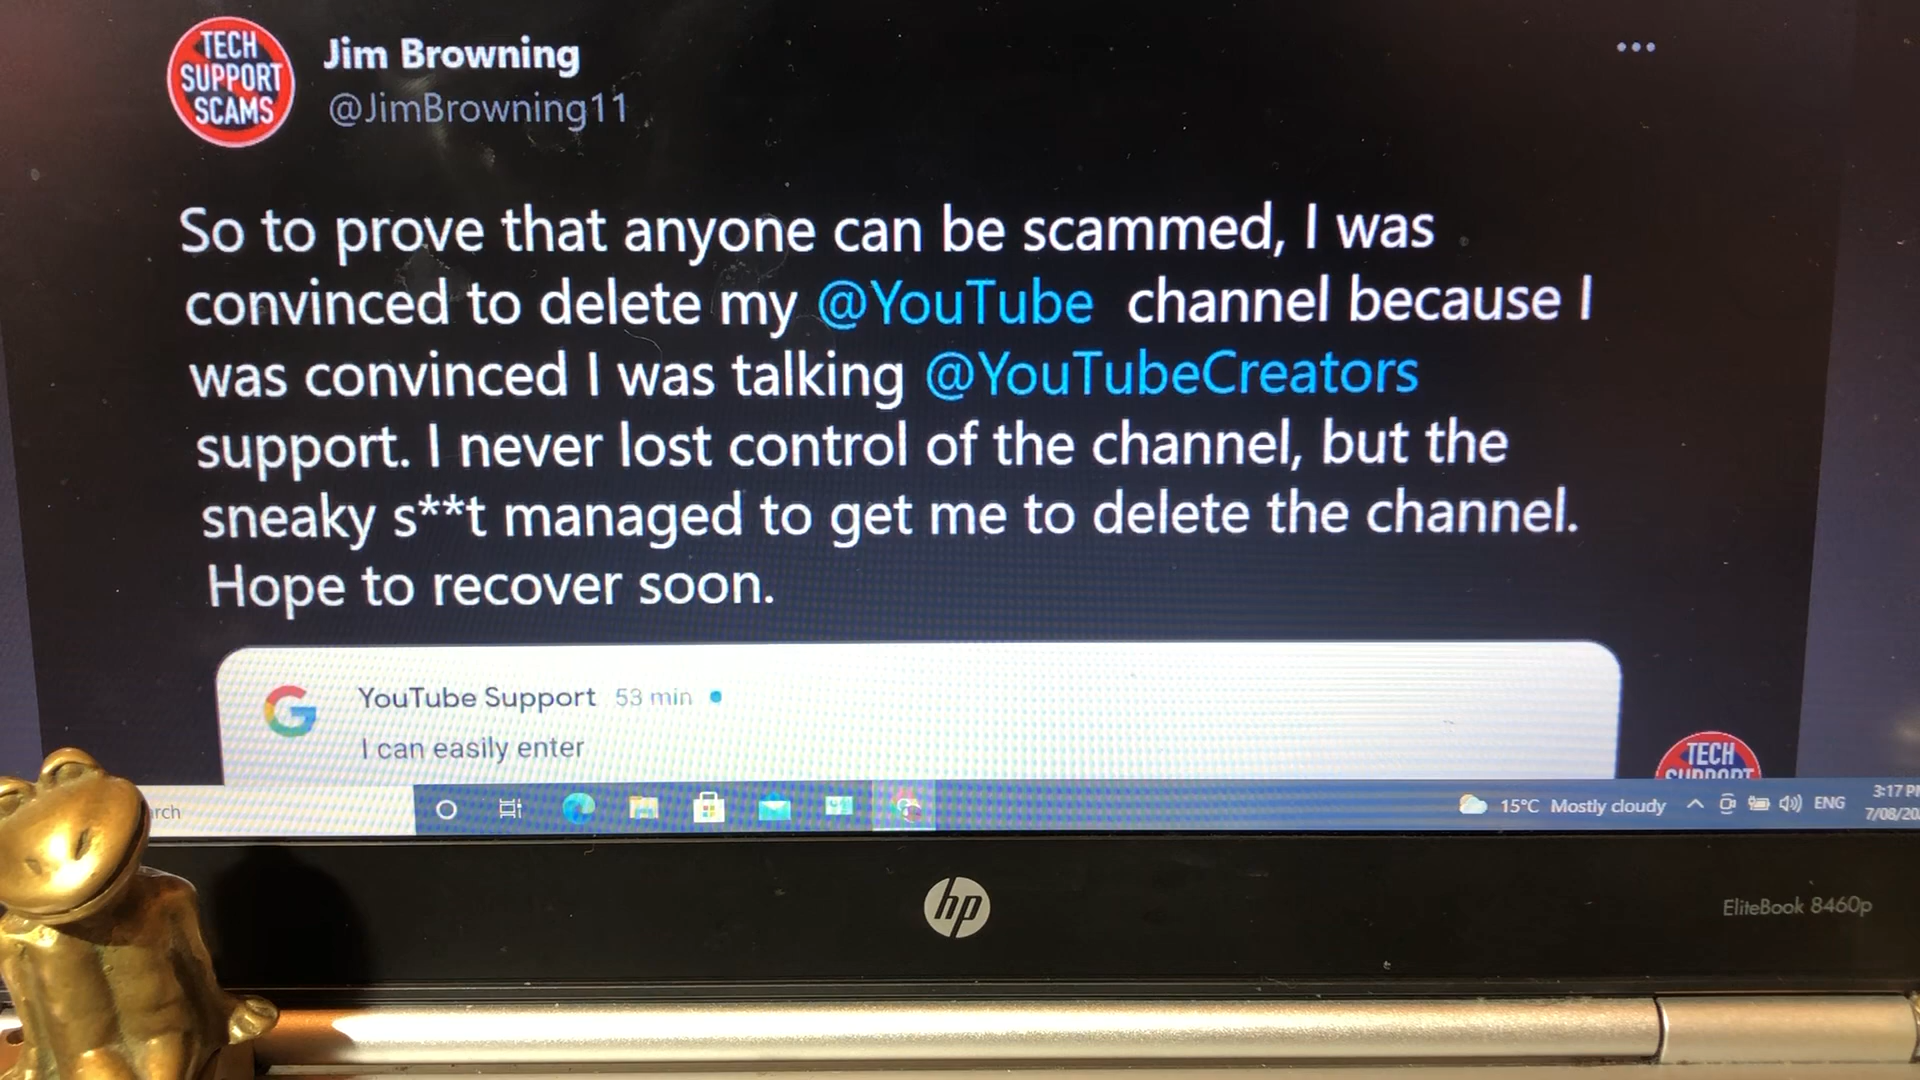 TECH
SUPPORT
SCAMS
Jim Browning
@JimBrowning11
So to prove that anyone can be scammed, I was
convinced to delete my @YouTube channel because I
was convinced I was talking @YouTubeCreators
support. I never lost control of the channel, but the
sneaky s**t managed to get me to delete the channel.
Hope to recover soon.
YouTube Support 53 min
I can easily enter
TECH
SUPPORT
rch
15°C Mostly cloudy
ENG
3:17 P
7/08/20
hp
EliteBook 8460p